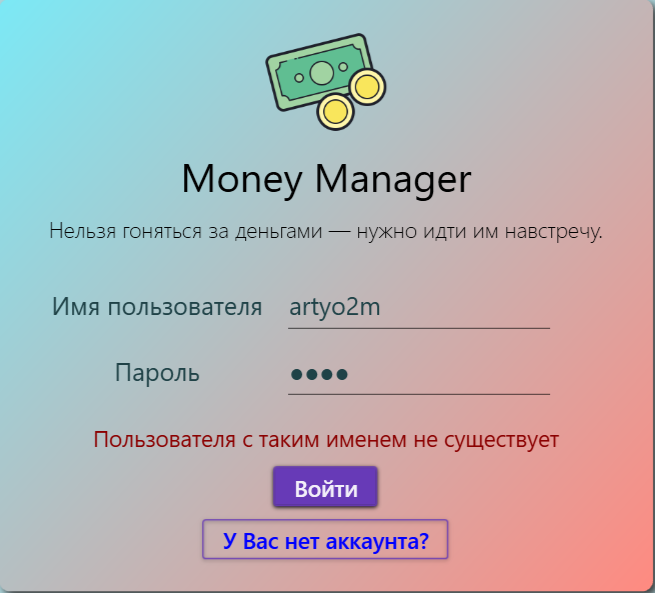 Money Manager
Нельзя гоняться за деньгами — нужно идти им навстречу.
Имя пользователя artyo2m
Пароль ●●●●
Пользователя с таким именем не существует
Войти
У Вас нет аккаунта?